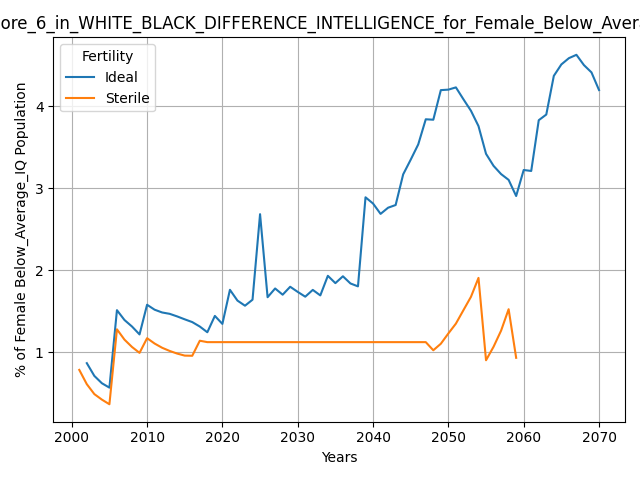 ore_6_in_WHITE_BLACK_DIFFERENCE_INTELLIGENCE_for_Female_Below_Aver
Fertility
Ideal
Sterile
% of Female Below_Average_IQ Population
4
3
2
1
2000 2010 2020 2030 2040 2050 2060 2070
Years